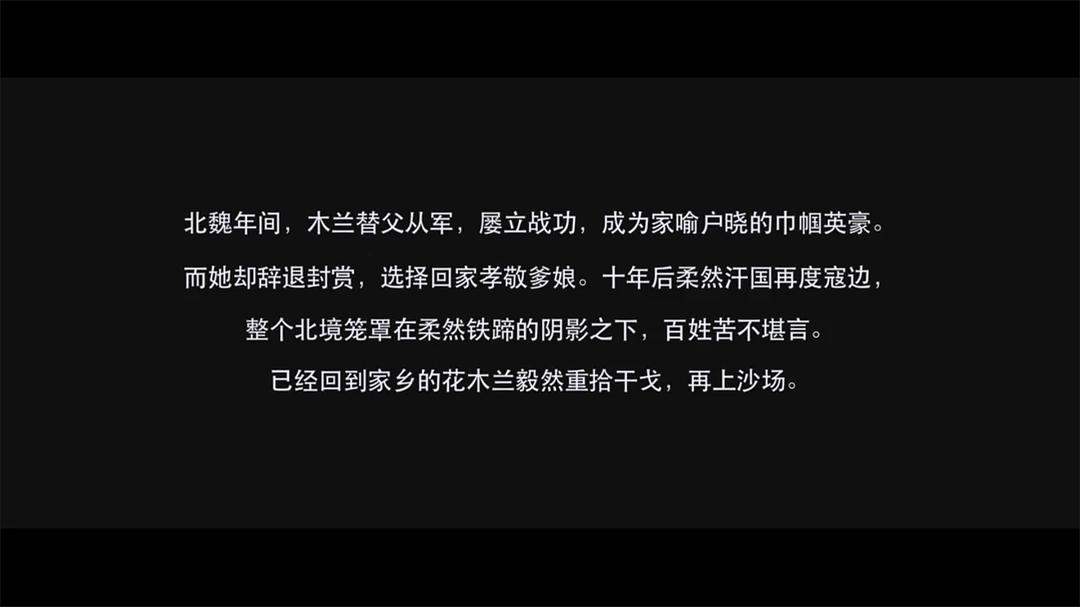 北魏年间，木兰替父从军，屡立战功，成为家喻户晓的巾帼英豪。
而她却辞退封赏，选择回家孝敬爹娘。十年后柔然汗国再度寇边，
整个北境笼罩在柔然铁蹄的阴影之下，百姓苦不堪言。
已经回到家乡的花木兰毅然重拾干戈，再上沙场。